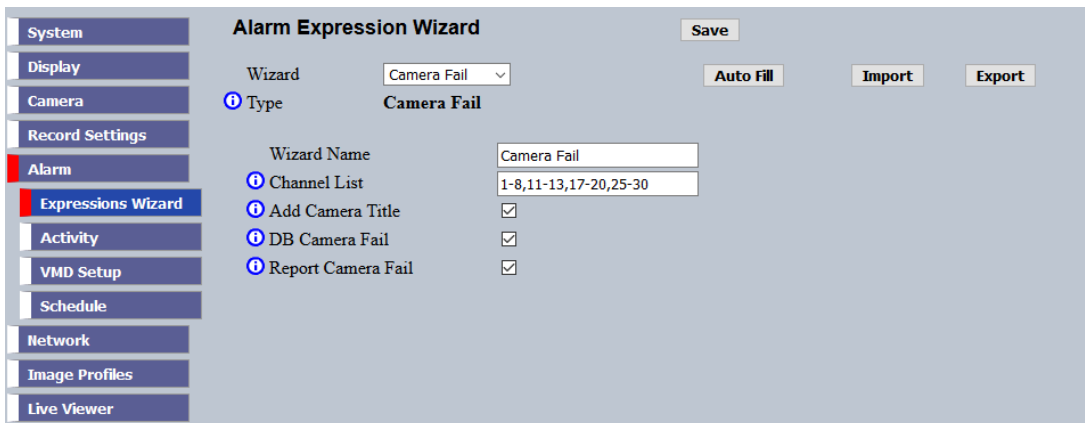 System
Display
Camera
Record Settings
Alarm
Expressions Wizard
Activity
VMD Setup
Schedule
Network
Image Profiles
Live Viewer
Alarm Expression Wizard Save
Wizard Camera Fail Auto Fill Import Export
Type Camera Fail
Wizard Name Camera Fail
Channel List 1-8,11-13,17-20,25-30
Add Camera Title
DB Camera Fail
Report Camera Fail